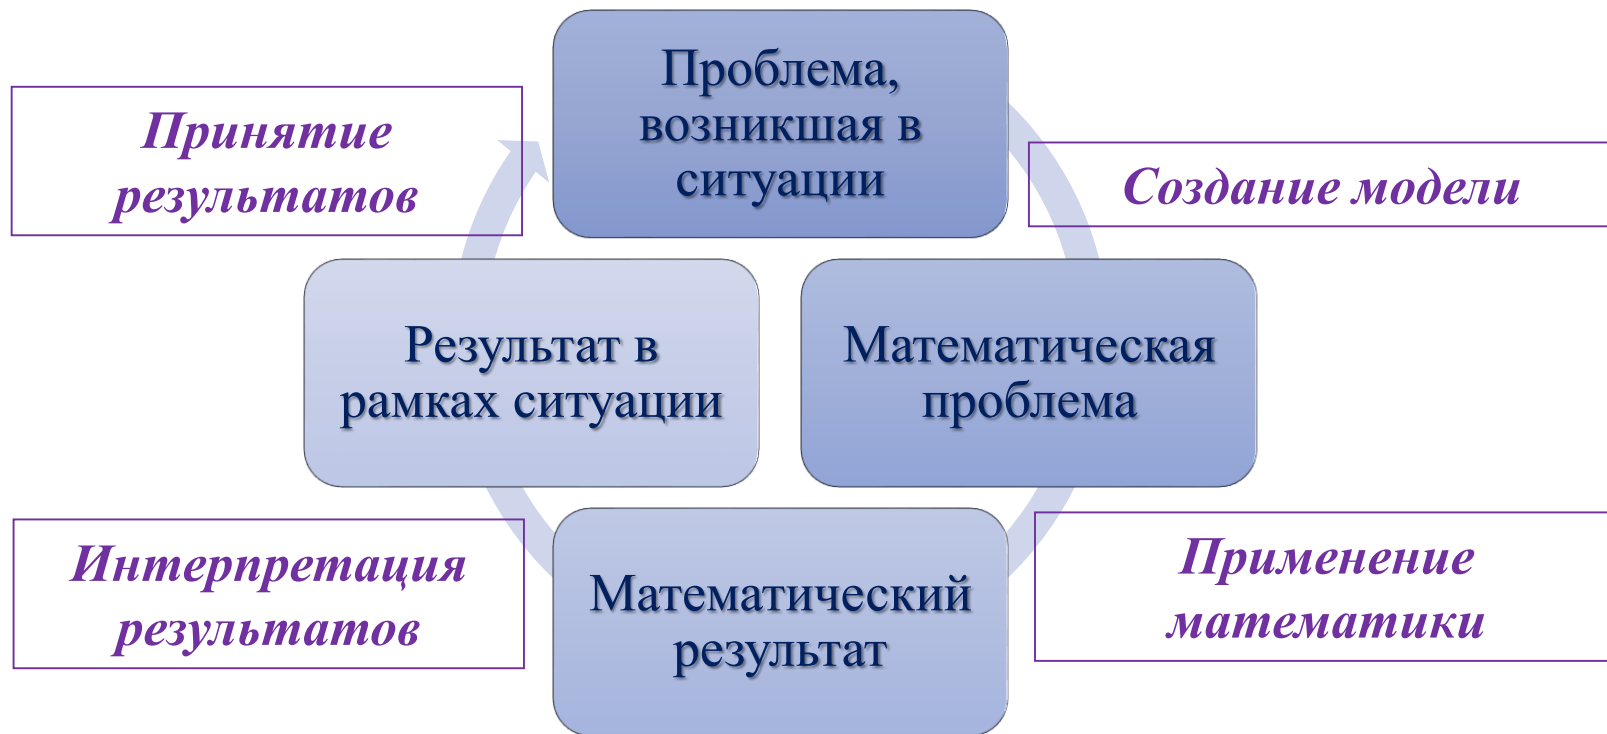 Проблема,
возникшая в
ситуации
Принятие
результатов
Создание модели
Результат в
рамках ситуации
Математическая
проблема
Интерпретация
результатов
Математический
результат
Применение
математики